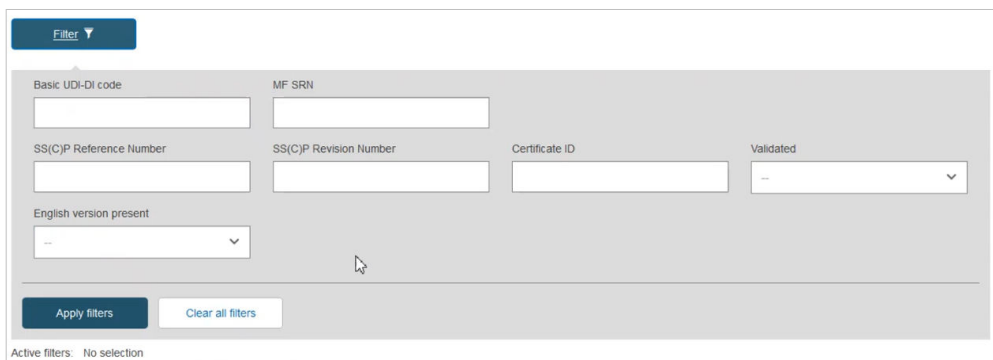 Filter
Basic UDI-DI code MF SRN
SS(C)P Reference Number SS(C)P Revision Number Certificate ID Validated
--
English version present
--
Apply filters Clear all filters
Active filters: No selection